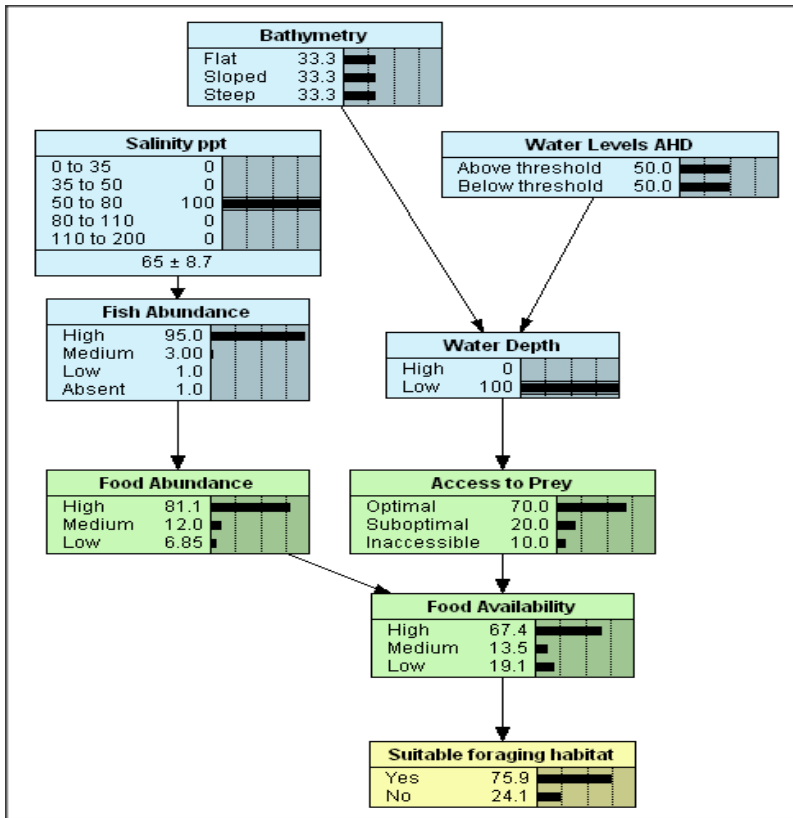 Bathymetry
Flat 33.3
Sloped 33.3
Steep 33.3
Salinity ppt
0 to 35 0
35 to 50 0
50 to 80 100
80 to 110 0
110 to 200 0
65 ± 8.7
Water Levels AHD
Above threshold 50.0
Below threshold 50.0
Fish Abundance
High 95.0
Medium 3.00
Low 1.0
Absent 1.0
Water Depth
High 0
Low 100
Food Abundance
High 81.1
Medium 12.0
Low 6.85
Access to Prey
Optimal 70.0
Suboptimal 20.0
Inaccessible 10.0
Food Availability
High 67.4
Medium 13.5
Low 19.1
Suitable foraging habitat
Yes 75.9
No 24.1